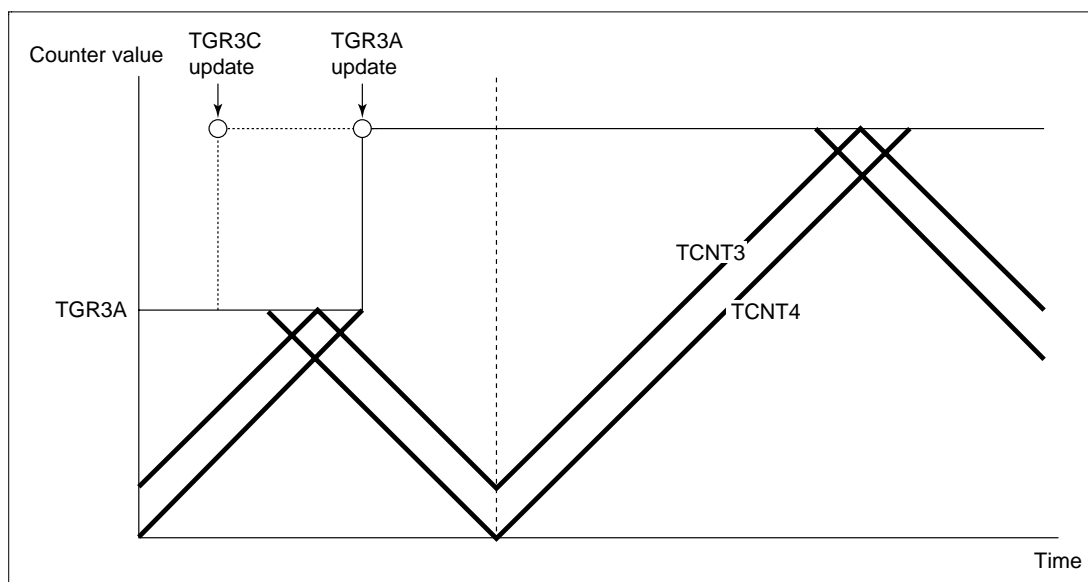 Counter value
TGR3C
update
TGR3A
update
TGR3A
TCNT3
TCNT4
Time